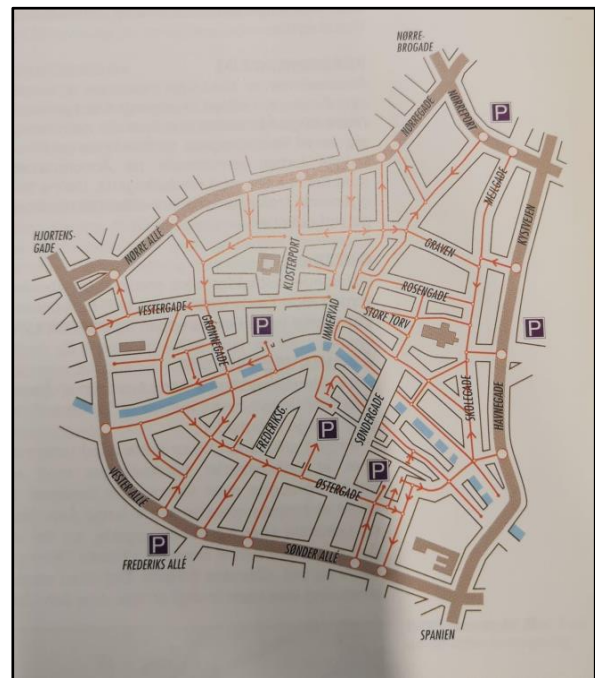 NØRRE-
BROGADE
NØRREPORT
P
NØRREGADE
MEJLGADE
KYSTVEJEN
HJORTENS-
GADE
NØRRE ALLÉ
GRAVEN
KLOSTERPORT
ROSENGADE
VESTERGADE
GRØNNEGADE
IMMERVAD
STORE TORV
P
P
SKOLEGADE
HAVNEGADE
SØNDERGADE
FREDERIKSG.
P
P
ØSTERGADE
VESTER ALLÉ
P
FREDERIKS ALLÉ
SØNDER ALLÉ
SPANIEN